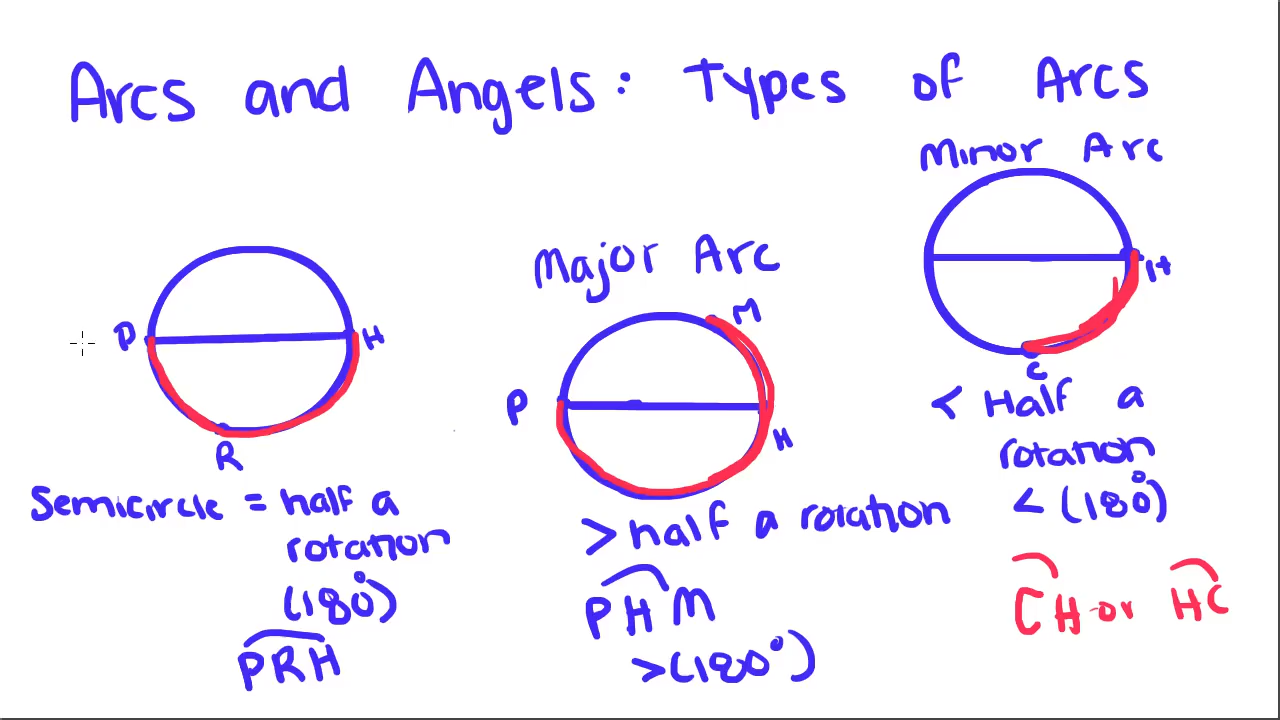 Arcs and Angels: Types of Arcs
Minor Arc
H
C
< Half a
rotation
< (180°)
CH or HC
Major Arc
M
P
H
> half a rotation
PHM
>(180°)
P
H
R
Semicircle = half a
rotation
(180°)
PRH